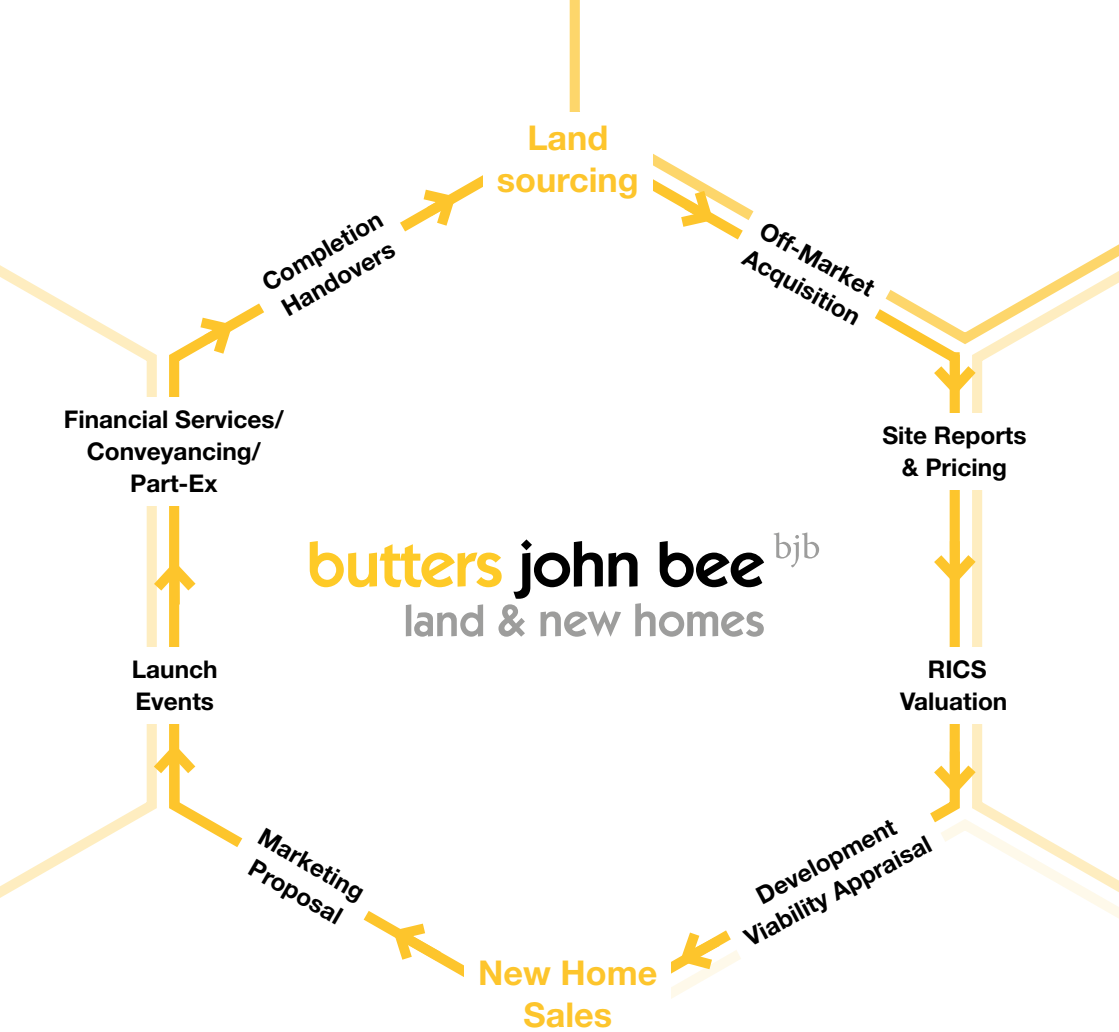 Land
sourcing
Off-Market
Acquisition
Site Reports
& Pricing
RICS
Valuation
Development
Viability Appraisal
New Home
Sales
Marketing
Proposal
Launch
Events
Financial Services/
Conveyancing/
Part-Ex
Completion
Handovers
butters john bee bjb
land & new homes